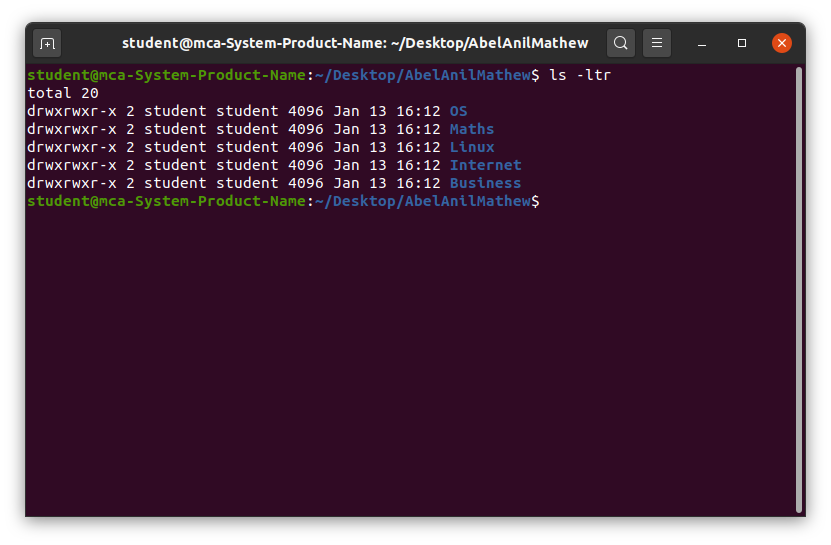 student@mca-System-Product-Name: ~/Desktop/AbelAnilMathew
student@mca-System-Product-Name:~/Desktop/AbelAnilMathew$ ls -ltr
total 20
drwxrwxr-x 2 student student 4096 Jan 13 16:12 OS
drwxrwxr-x 2 student student 4096 Jan 13 16:12 Maths
drwxrwxr-x 2 student student 4096 Jan 13 16:12 Linux
drwxrwxr-x 2 student student 4096 Jan 13 16:12 Internet
drwxrwxr-x 2 student student 4096 Jan 13 16:12 Business
student@mca-System-Product-Name:~/Desktop/AbelAnilMathew$